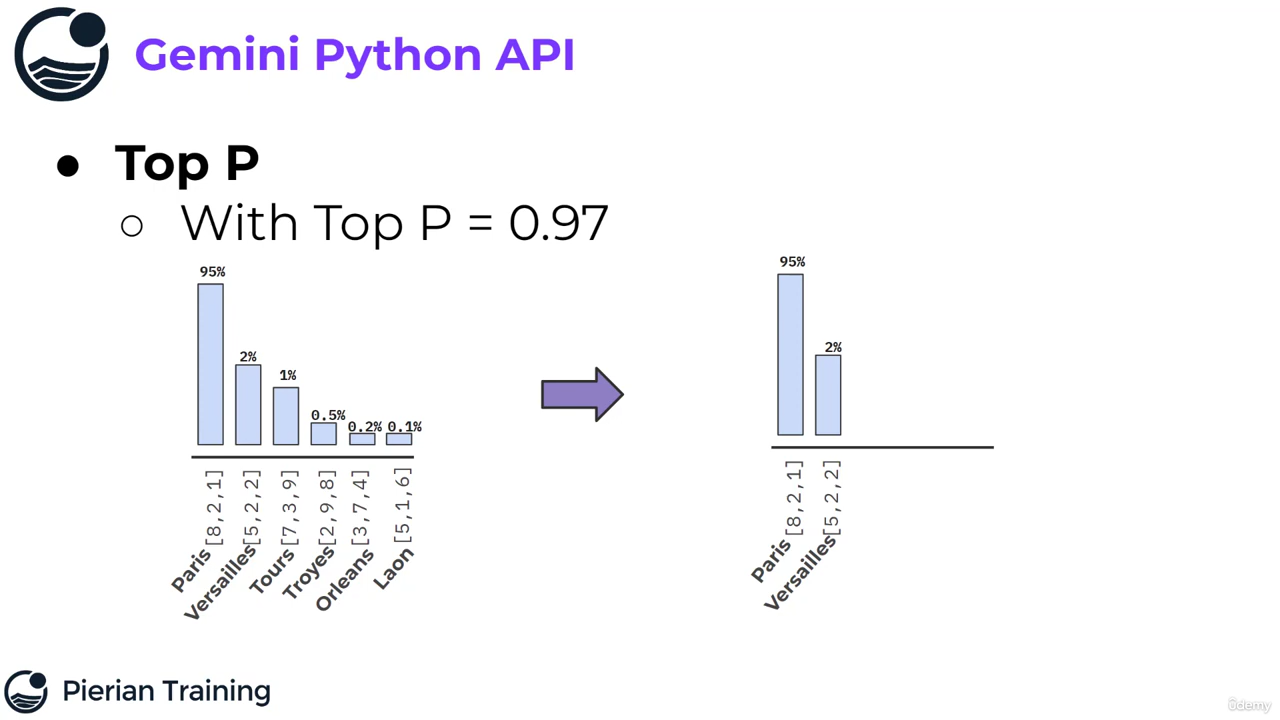 Gemini Python API
● Top P
○ With Top P = 0.97
95%
2%
1%
0.5%
0.2%
0.1%
Paris [8,2,1]
Versailles [5,2,2]
Tours [7,3,9]
Troyes [2,9,8]
Orleans [3,7,4]
Laon [5,1,6]
95%
2%
Paris [8,2,1]
Versailles [5,2,2]
Pierian Training
ûdemy